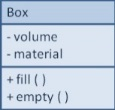 Box
- volume
- material
+ fill ( )
+ empty ( )